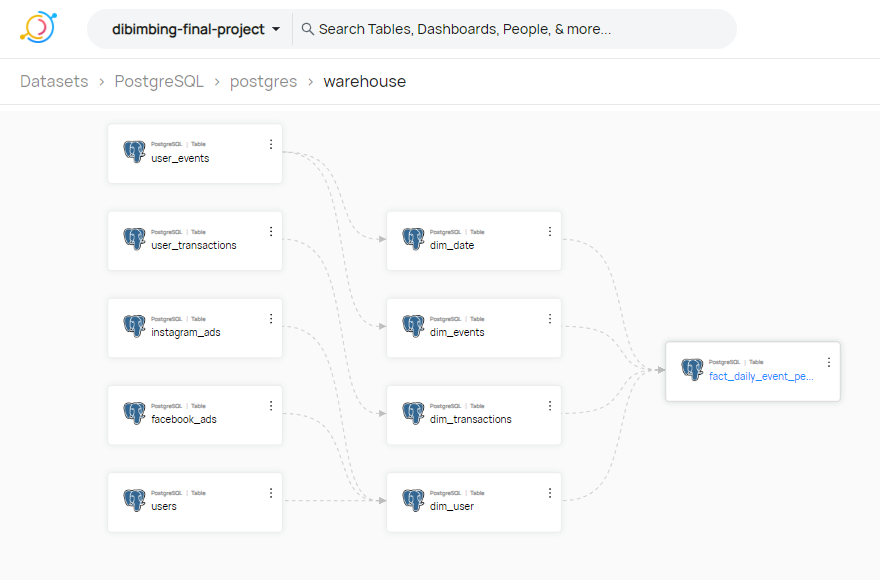 dibimbing-final-project
Search Tables, Dashboards, People, & more...
Datasets > PostgreSQL > postgres > warehouse
PostgreSQL | Table
user_events
PostgreSQL | Table
user_transactions
PostgreSQL | Table
dim_date
PostgreSQL | Table
instagram_ads
PostgreSQL | Table
dim_events
PostgreSQL | Table
fact_daily_event_pe...
PostgreSQL | Table
facebook_ads
PostgreSQL | Table
dim_transactions
PostgreSQL | Table
users
PostgreSQL | Table
dim_user